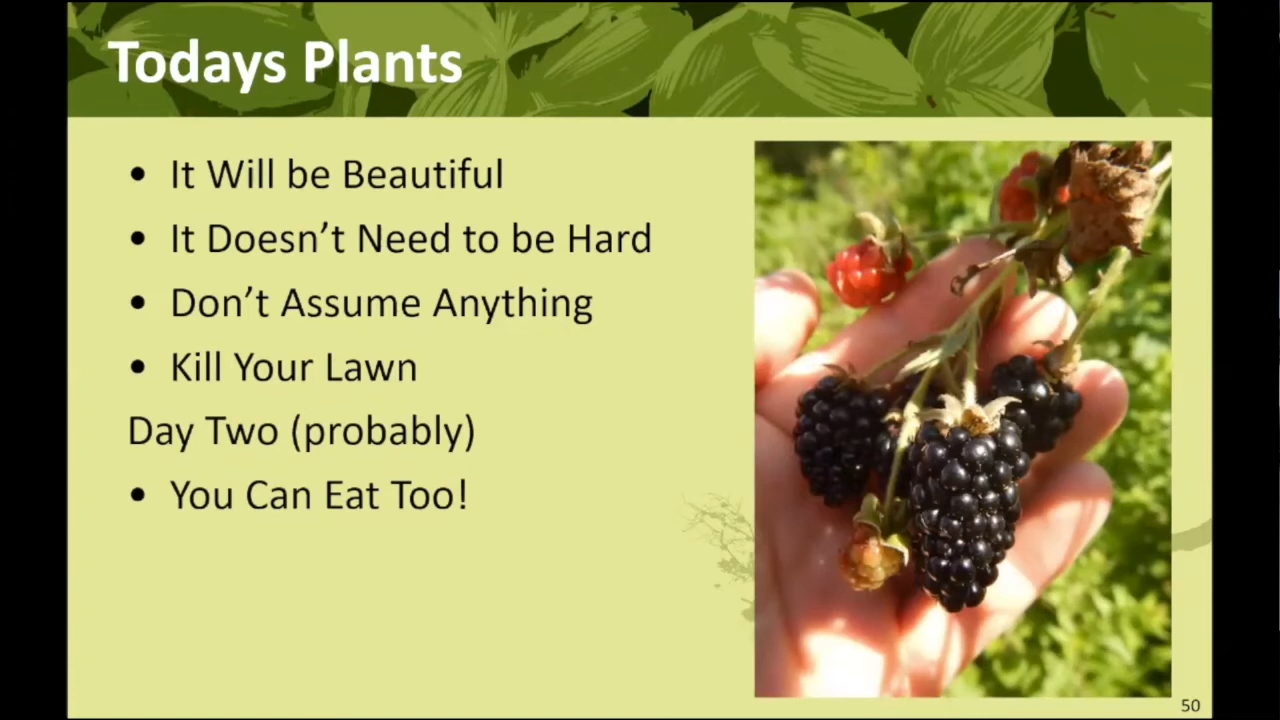 Todays Plants
• It Will be Beautiful
• It Doesn’t Need to be Hard
• Don’t Assume Anything
• Kill Your Lawn
Day Two (probably)
• You Can Eat Too!
50